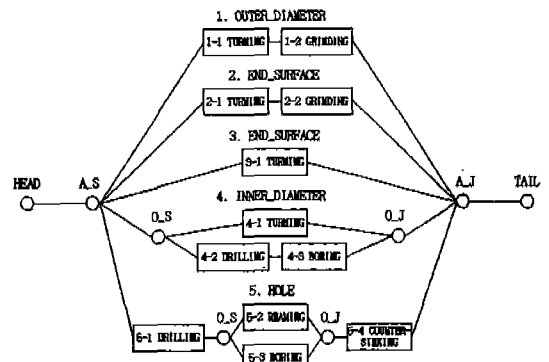 1. OUTER_DIAMETER
1-1 TURNING 1-2 GRINDING
2. END_SURFACE
2-1 TURNING 2-2 GRINDING
3. END_SURFACE
3-1 TURNING
HEAD A_S A_J TAIL
4. INNER_DIAMETER
O_S 4-1 TURNING O_J
4-2 DRILLING 4-3 BORING
5. HOLE
5-1 DRILLING O_S 5-2 REAMING O_J 5-4 COUNTER
SINKING
5-3 BORING